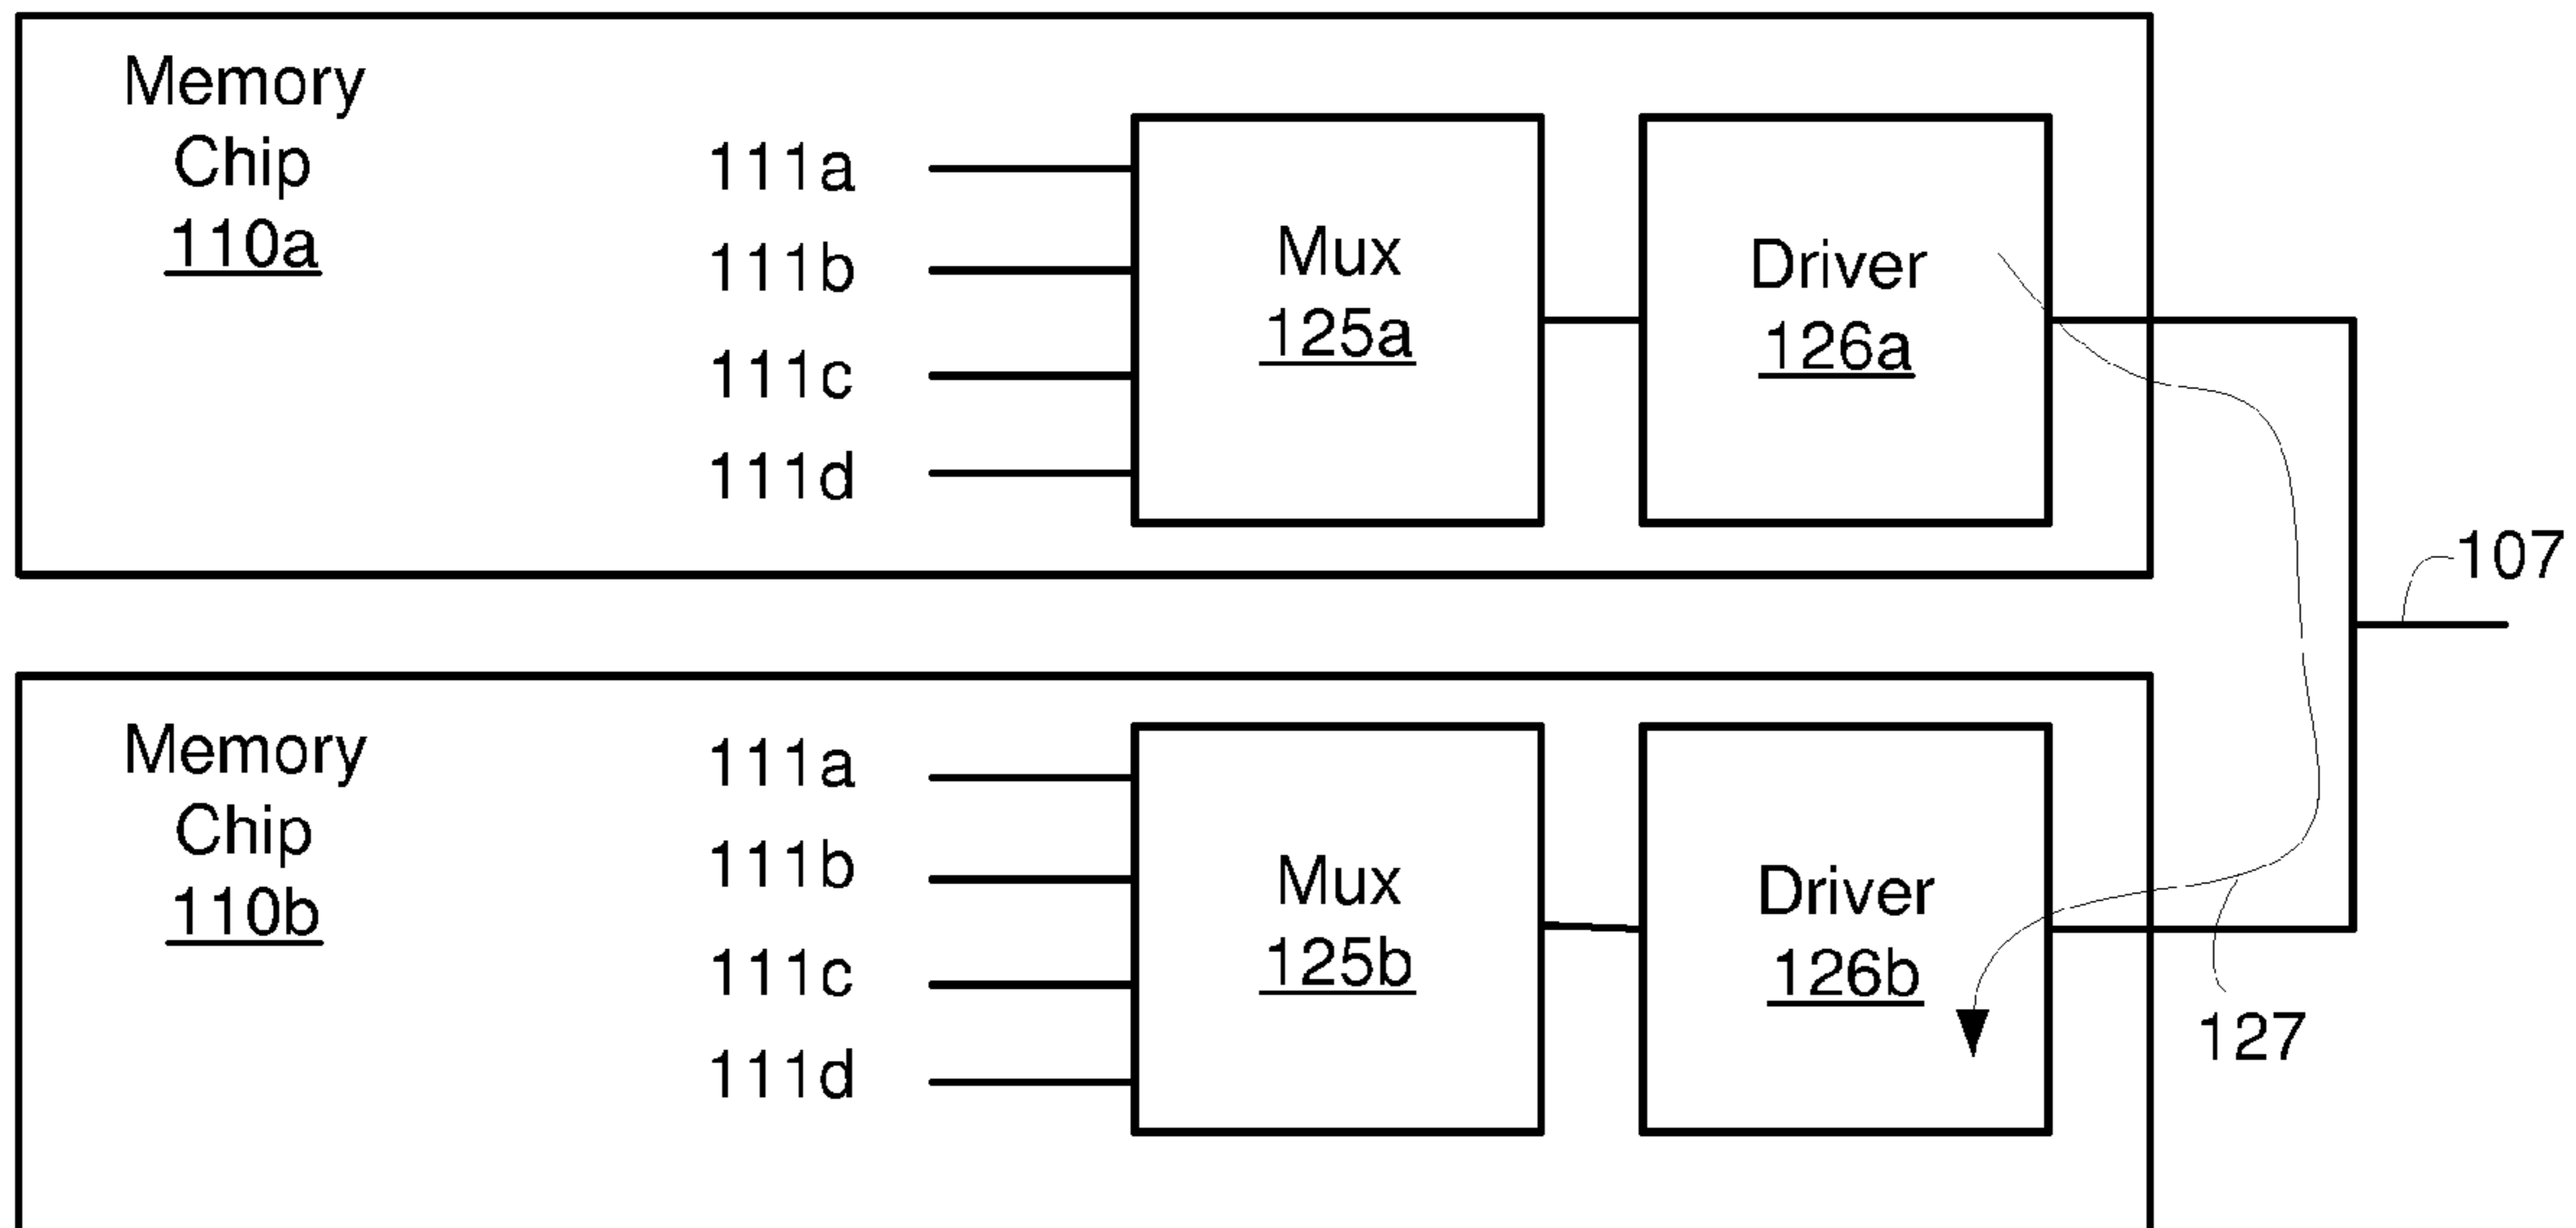 Memory
Chip
110a
111a
111b
111c
111d
Mux
125a
Driver
126a
107
Memory
Chip
110b
111a
111b
111c
111d
Mux
125b
Driver
126b
127